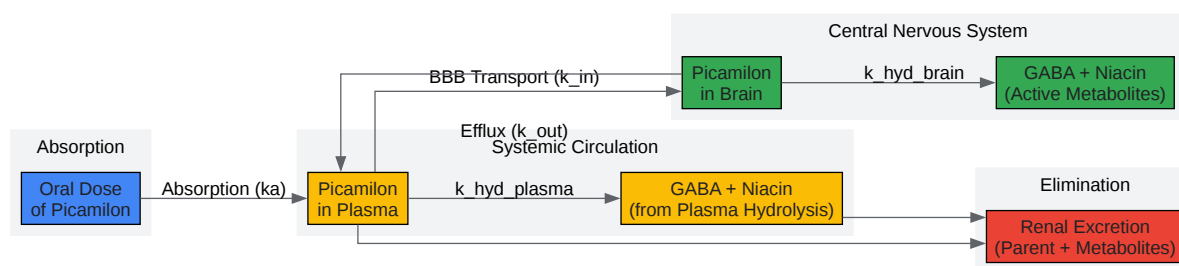 Central Nervous System
BBB Transport (k_in)
Picamilon
in Brain
k_hyd_brain
GABA + Niacin
(Active Metabolites)
Efflux (k_out)
Absorption
Systemic Circulation
Oral Dose
of Picamilon
Absorption (ka)
Picamilon
in Plasma
k_hyd_plasma
GABA + Niacin
(from Plasma Hydrolysis)
Elimination
Renal Excretion
(Parent + Metabolites)